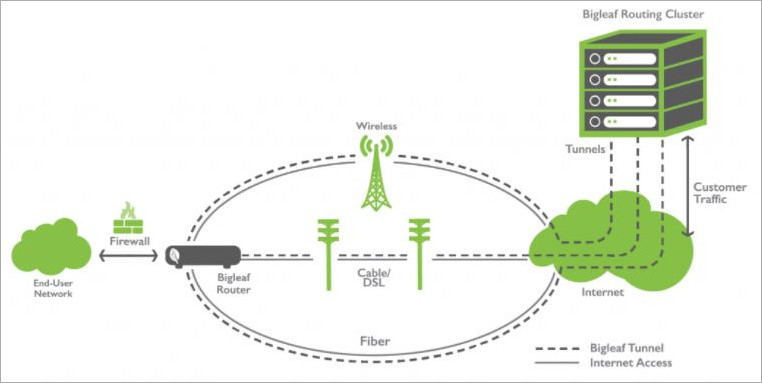 Bigleaf Routing Cluster
Wireless
Tunnels
Customer
Traffic
Firewall
End-User
Network
Bigleaf
Router
Cable/
DSL
Internet
Fiber
Bigleaf Tunnel
Internet Access